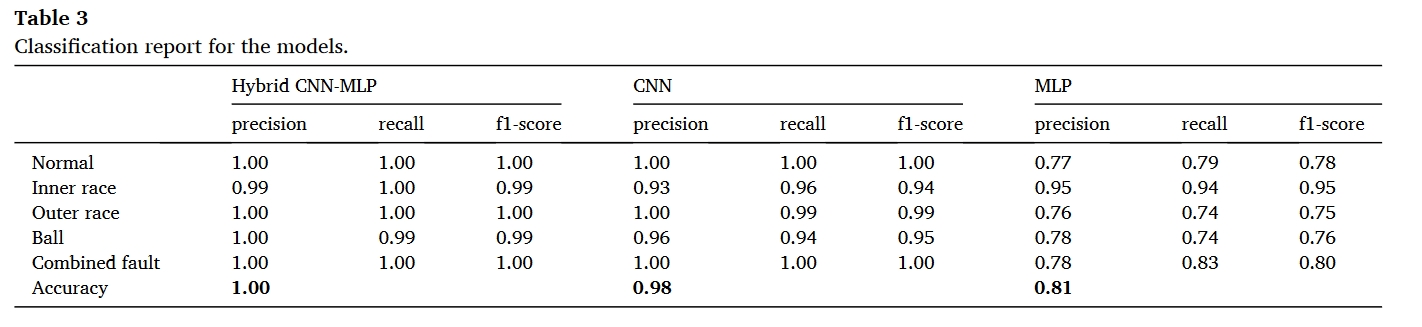 Table 3
Classification report for the models.
Hybrid CNN-MLP CNN MLP
precision recall f1-score precision recall f1-score precision recall f1-score
Normal 1.00 1.00 1.00 1.00 1.00 1.00 0.77 0.79 0.78
Inner race 0.99 1.00 0.99 0.93 0.96 0.94 0.95 0.94 0.95
Outer race 1.00 1.00 1.00 1.00 0.99 0.99 0.76 0.74 0.75
Ball 1.00 0.99 0.99 0.96 0.94 0.95 0.78 0.74 0.76
Combined fault 1.00 1.00 1.00 1.00 1.00 1.00 0.78 0.83 0.80
Accuracy 1.00 0.98 0.81